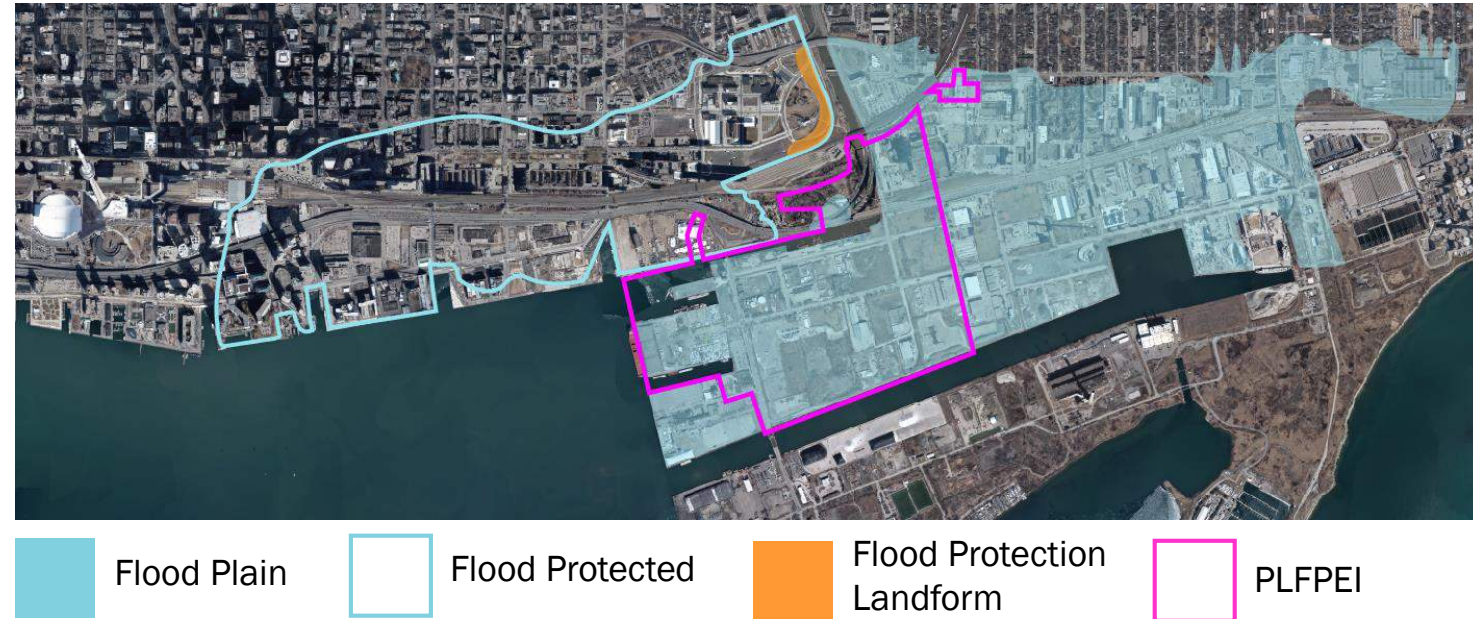 Flood Plain
Flood Protected
Flood Protection
Landform
PLFPEI